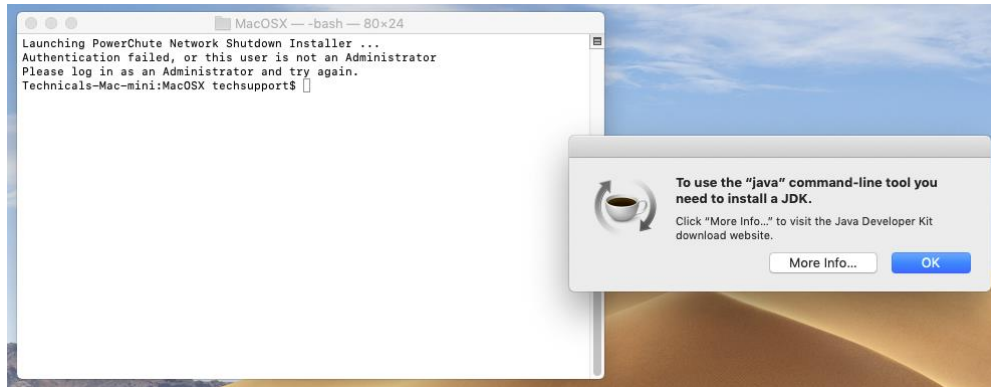 MacOSX — -bash — 80×24
Launching PowerChute Network Shutdown Installer ...
Authentication failed, or this user is not an Administrator
Please log in as an Administrator and try again.
Technicals-Mac-mini:MacOSX techsupport$
To use the “java” command-line tool you
need to install a JDK.
Click “More Info...” to visit the Java Developer Kit
download website.
More Info...
OK